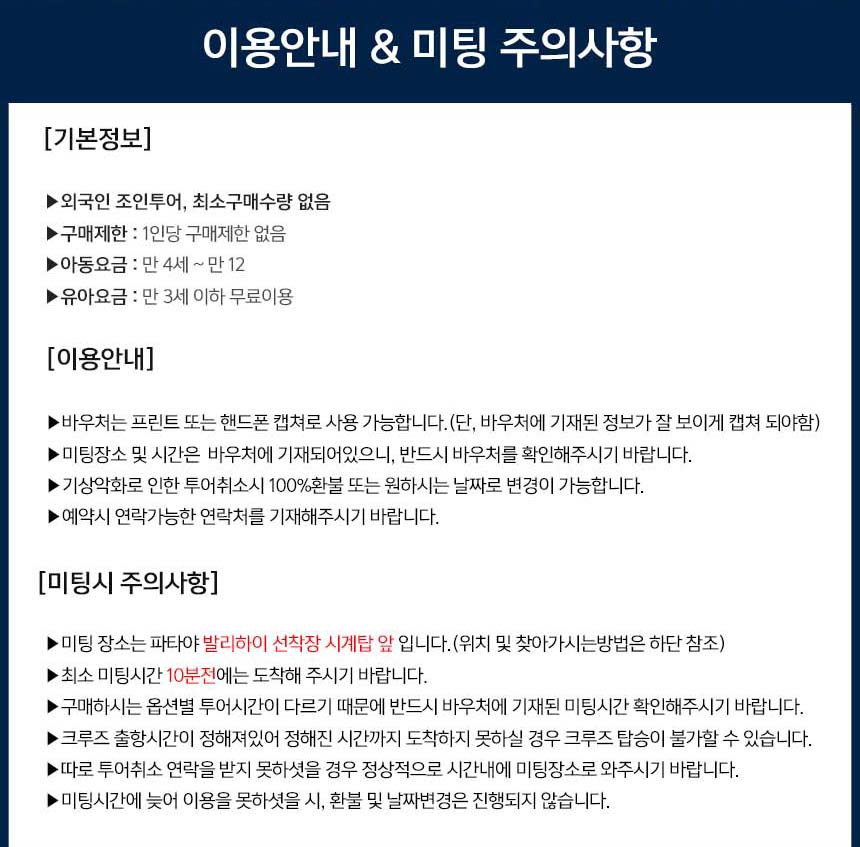 이용안내 & 미팅 주의사항
[기본정보]
▶외국인 조인투어, 최소구매수량 없음
▶구매제한 : 1인당 구매제한 없음
▶아동요금 : 만 4세 ~ 만 12
▶유아요금 : 만 3세 이하 무료이용
[이용안내]
▶바우처는 프린트 또는 핸드폰 캡쳐로 사용 가능합니다.(단, 바우처에 기재된 정보가 잘 보이게 캡쳐 되야함)
▶미팅장소 및 시간은 바우처에 기재되어있으니, 반드시 바우처를 확인해주시기 바랍니다.
▶기상악화로 인한 투어취소시 100%환불 또는 원하시는 날짜로 변경이 가능합니다.
▶예약시 연락가능한 연락처를 기재해주시기 바랍니다.
[미팅시 주의사항]
▶미팅 장소는 파타야 발리하이 선착장 시계탑 앞 입니다.(위치 및 찾아가시는방법은 하단 참조)
▶최소 미팅시간 10분전에는 도착해 주시기 바랍니다.
▶구매하시는 옵션별 투어시간이 다르기 때문에 반드시 바우처에 기재된 미팅시간 확인해주시기 바랍니다.
▶크루즈 출항시간이 정해져있어 정해진 시간까지 도착하지 못하실 경우 크루즈 탑승이 불가할 수 있습니다.
▶따로 투어취소 연락을 받지 못하셧을 경우 정상적으로 시간내에 미팅장소로 와주시기 바랍니다.
▶미팅시간에 늦어 이용을 못하셧을 시, 환불 및 날짜변경은 진행되지 않습니다.